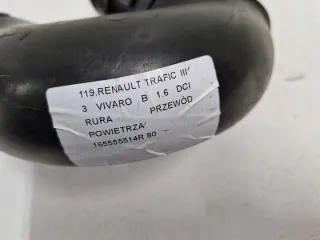 119.RENAULT TRAFIC III
3 VIVARO B 1.6 DCI
RURA PRZEWÓD
POWIETRZA
165555514R 80